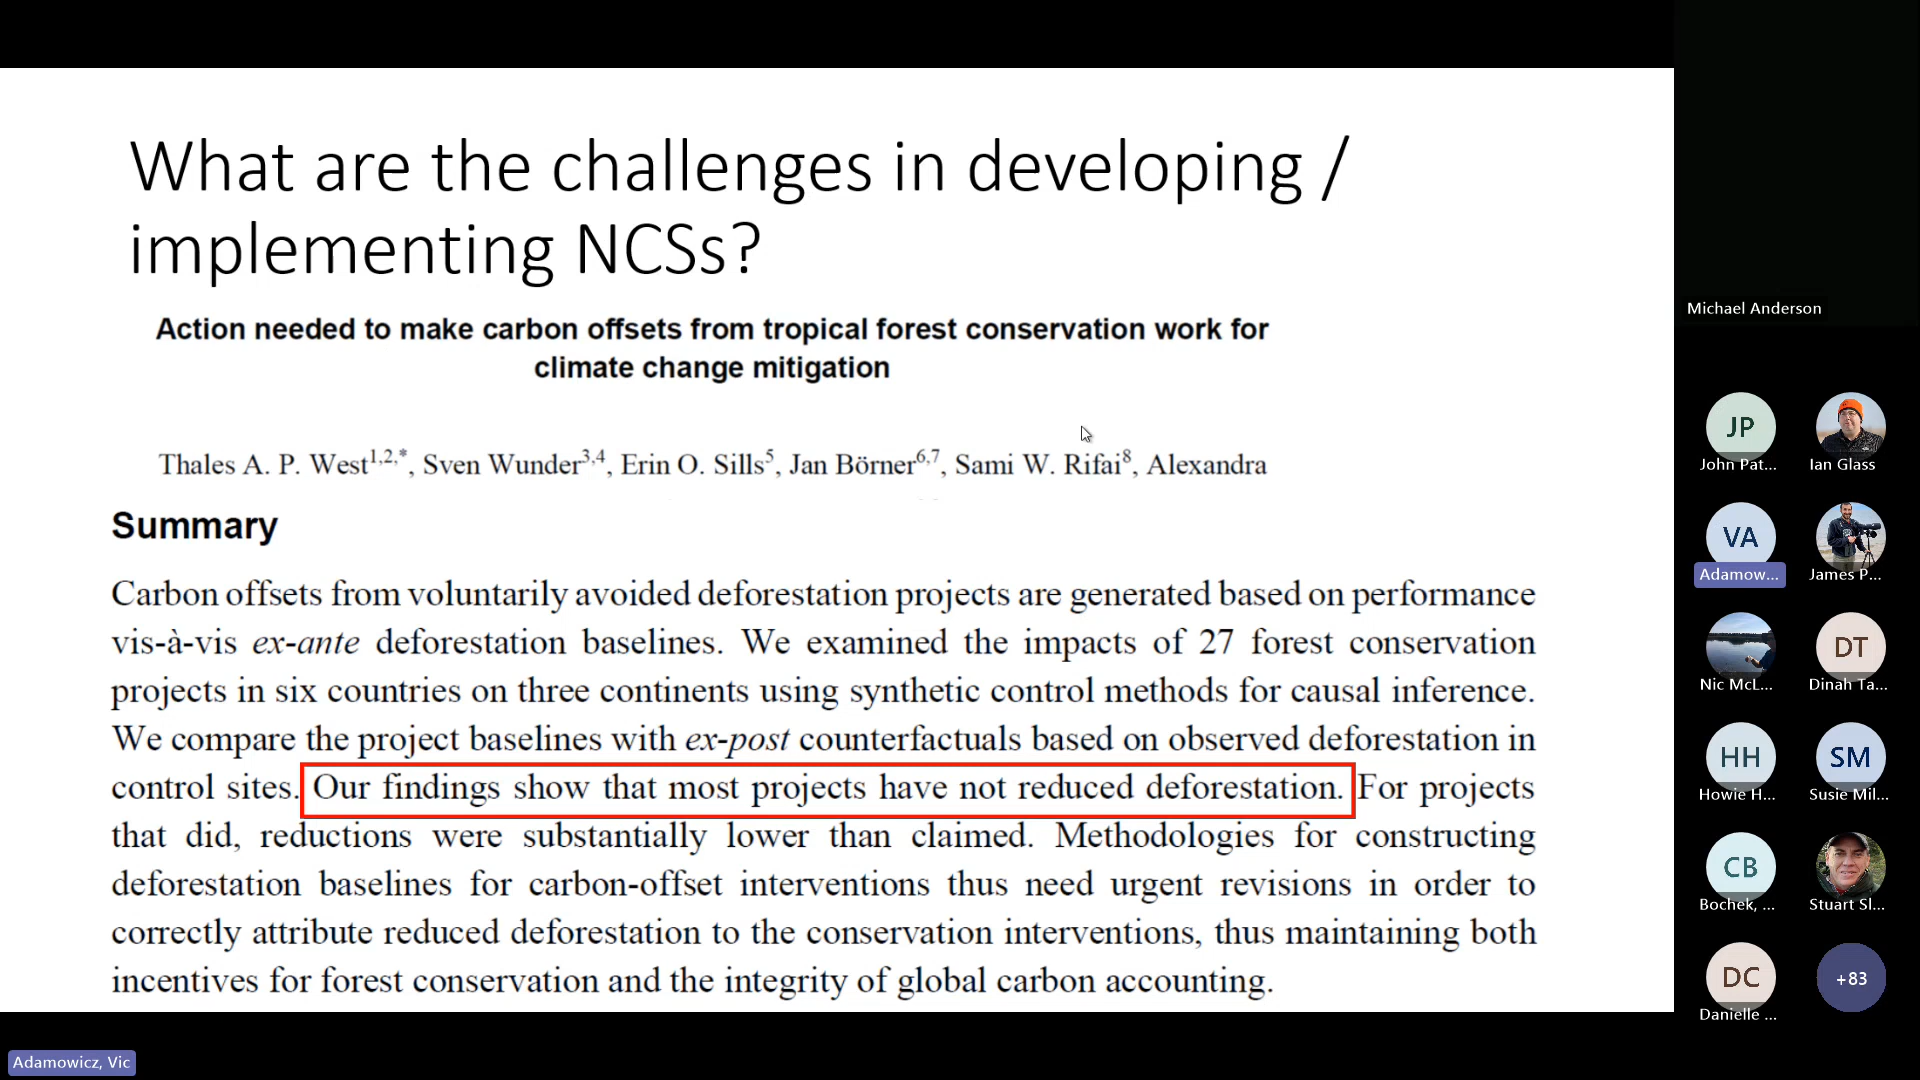 What are the challenges in developing /
implementing NCSs?
Action needed to make carbon offsets from tropical forest conservation work for
climate change mitigation
Thales A. P. West1,2,*, Sven Wunder3,4, Erin O. Sills5, Jan Börner6,7, Sami W. Rifai8, Alexandra
Summary
Carbon offsets from voluntarily avoided deforestation projects are generated based on performance
vis-à-vis ex-ante deforestation baselines. We examined the impacts of 27 forest conservation
projects in six countries on three continents using synthetic control methods for causal inference.
We compare the project baselines with ex-post counterfactuals based on observed deforestation in
control sites. Our findings show that most projects have not reduced deforestation. For projects
that did, reductions were substantially lower than claimed. Methodologies for constructing
deforestation baselines for carbon-offset interventions thus need urgent revisions in order to
correctly attribute reduced deforestation to the conservation interventions, thus maintaining both
incentives for forest conservation and the integrity of global carbon accounting.
Adamowicz, Vic
Michael Anderson
JP
John Pat...
Ian Glass
VA
Adamow...
James P...
Nic McL...
DT
Dinah Ta...
HH
Howie H...
SM
Susie Mil...
CB
Bochek, ...
Stuart Sl...
DC
Danielle ...
+83